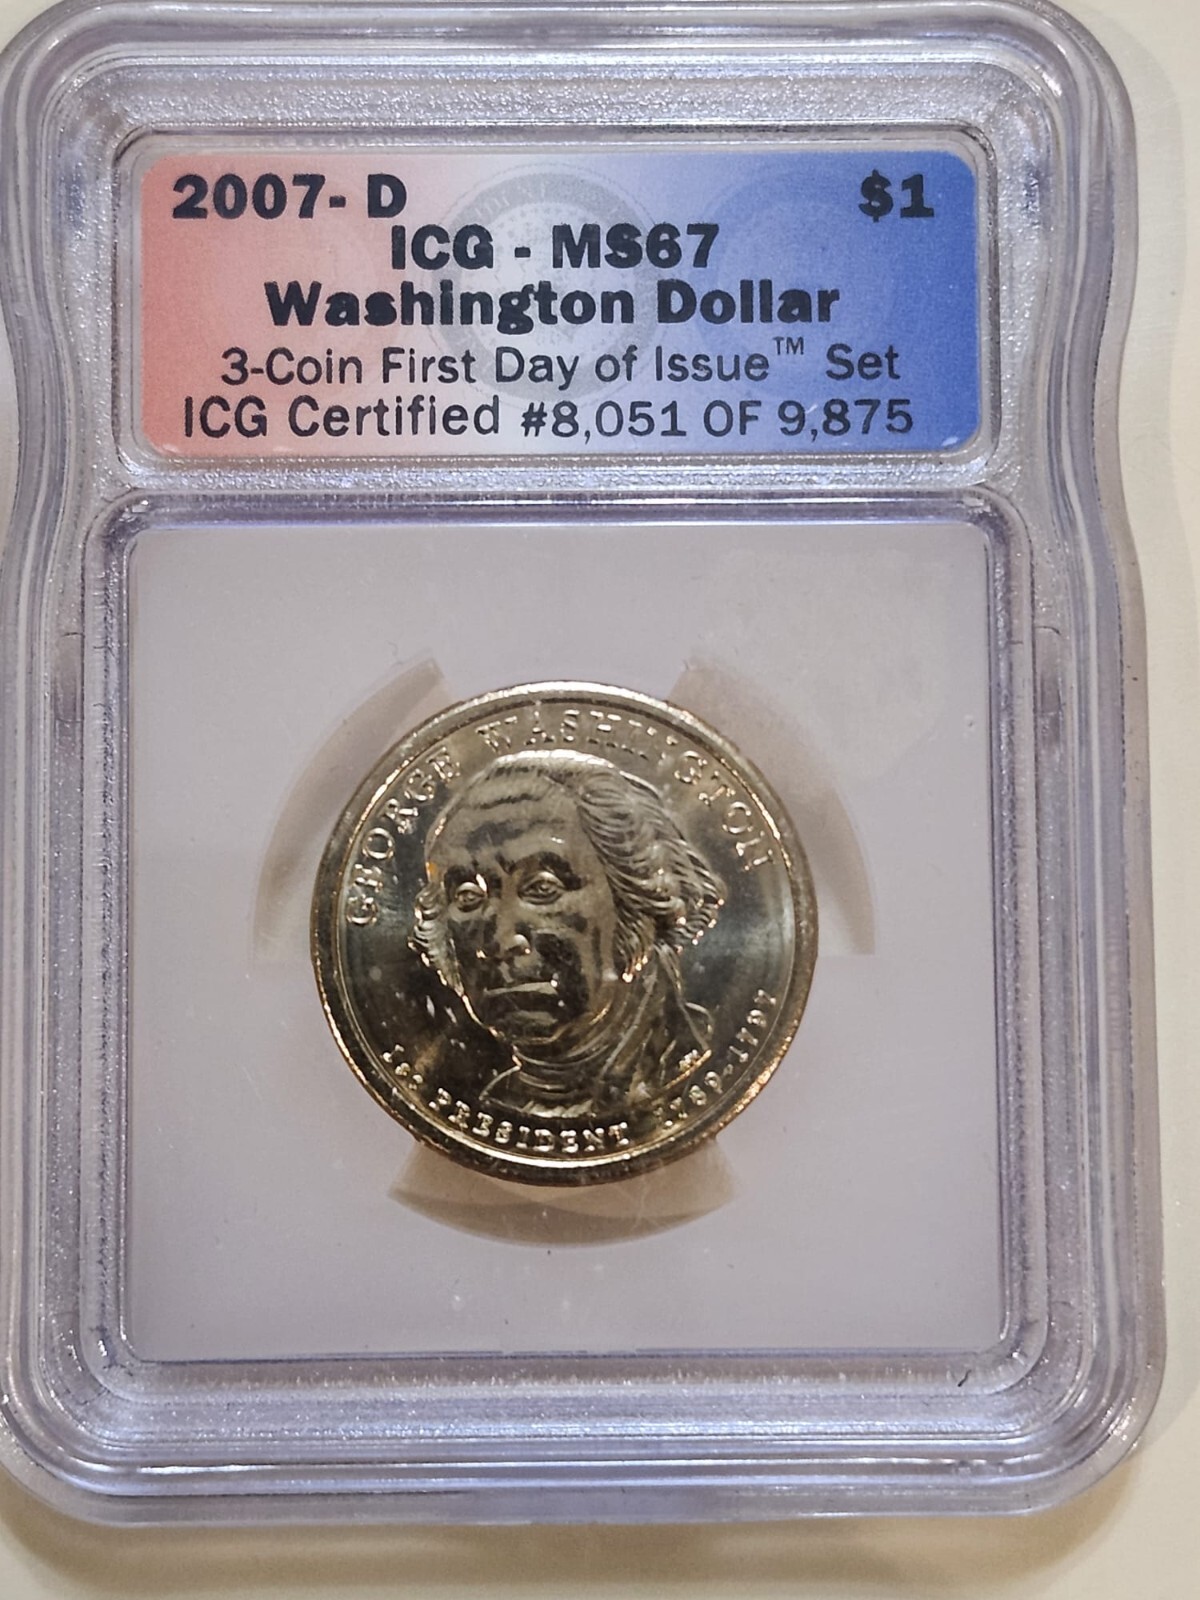 2007- D $1
ICG - MS67
Washington Dollar
3-Coin First Day of Issue™ Set
ICG Certified #8,051 OF 9,875
GEORGE WASHINGTON
1st PRESIDENT 1789-1797